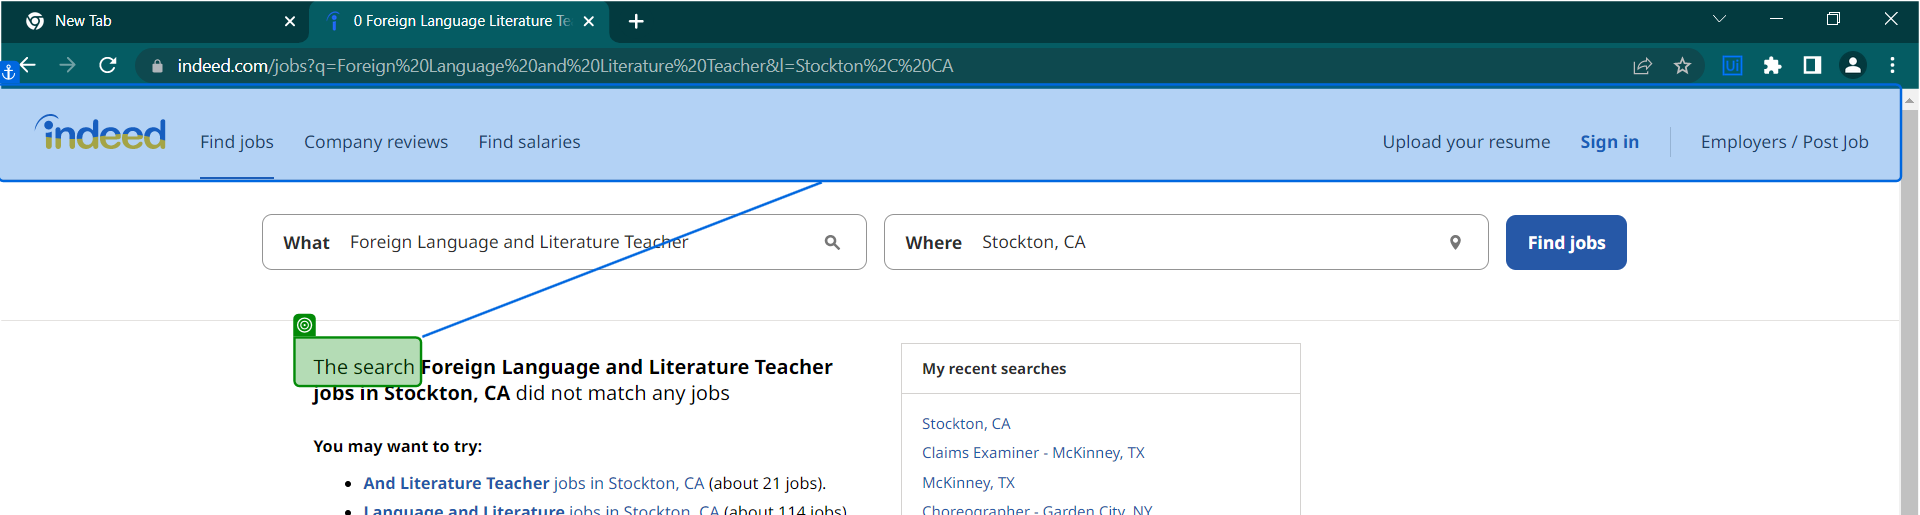 New Tab
0 Foreign Language Literature Te
indeed.com/jobs?q=Foreign%20Language%20and%20Literature%20Teacher&l=Stockton%2C%20CA
Ui
indeed
Find jobs Company reviews Find salaries Upload your resume Sign in Employers / Post Job
What Foreign Language and Literature Teacher Where Stockton, CA Find jobs
The search Foreign Language and Literature Teacher
jobs in Stockton, CA did not match any jobs
You may want to try:
And Literature Teacher jobs in Stockton, CA (about 21 jobs).
Language and Literature jobs in Stockton, CA (about 114 jobs)
My recent searches
Stockton, CA
Claims Examiner - McKinney, TX
McKinney, TX
Choreographer - Garden City, NY